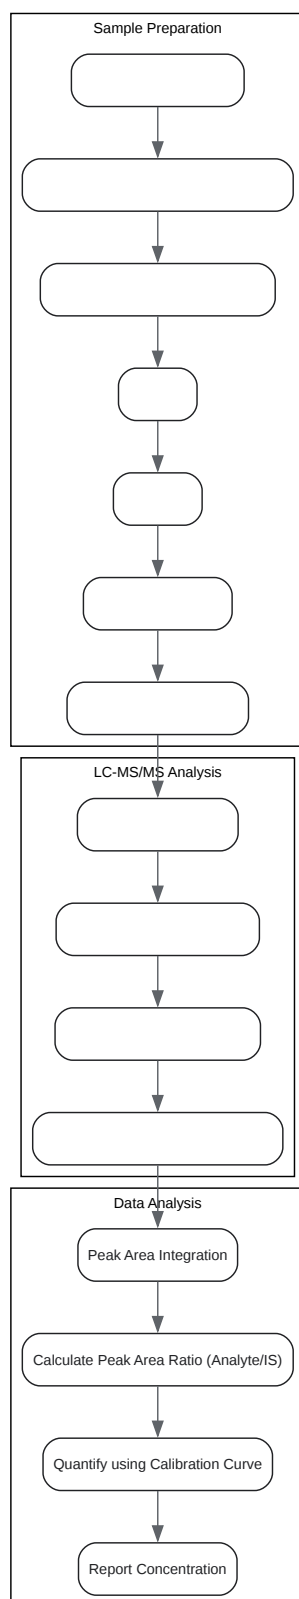 Sample Preparation
LC-MS/MS Analysis
Data Analysis
Peak Area Integration
Calculate Peak Area Ratio (Analyte/IS)
Quantify using Calibration Curve
Report Concentration